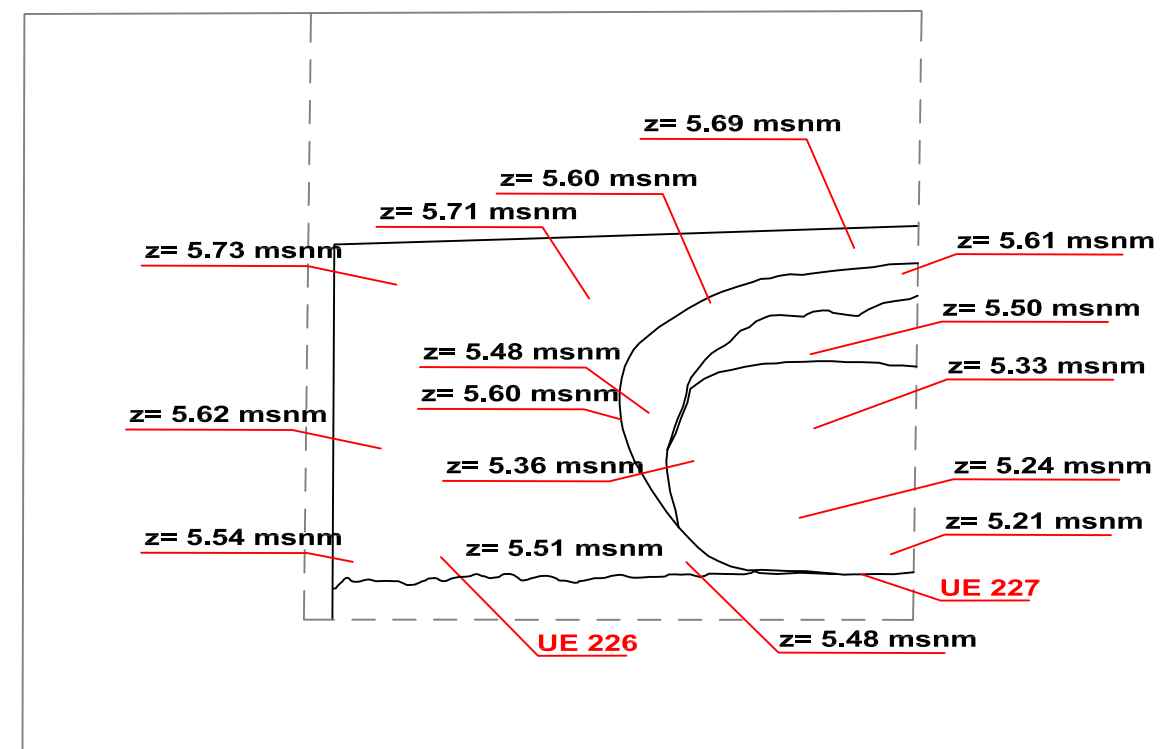 z= 5.69 msnm
z= 5.60 msnm
z= 5.71 msnm
z= 5.73 msnm
z= 5.61 msnm
z= 5.50 msnm
z= 5.48 msnm
z= 5.33 msnm
z= 5.60 msnm
z= 5.62 msnm
z= 5.36 msnm
z= 5.24 msnm
z= 5.21 msnm
z= 5.54 msnm
z= 5.51 msnm
UE 227
UE 226
z= 5.48 msnm